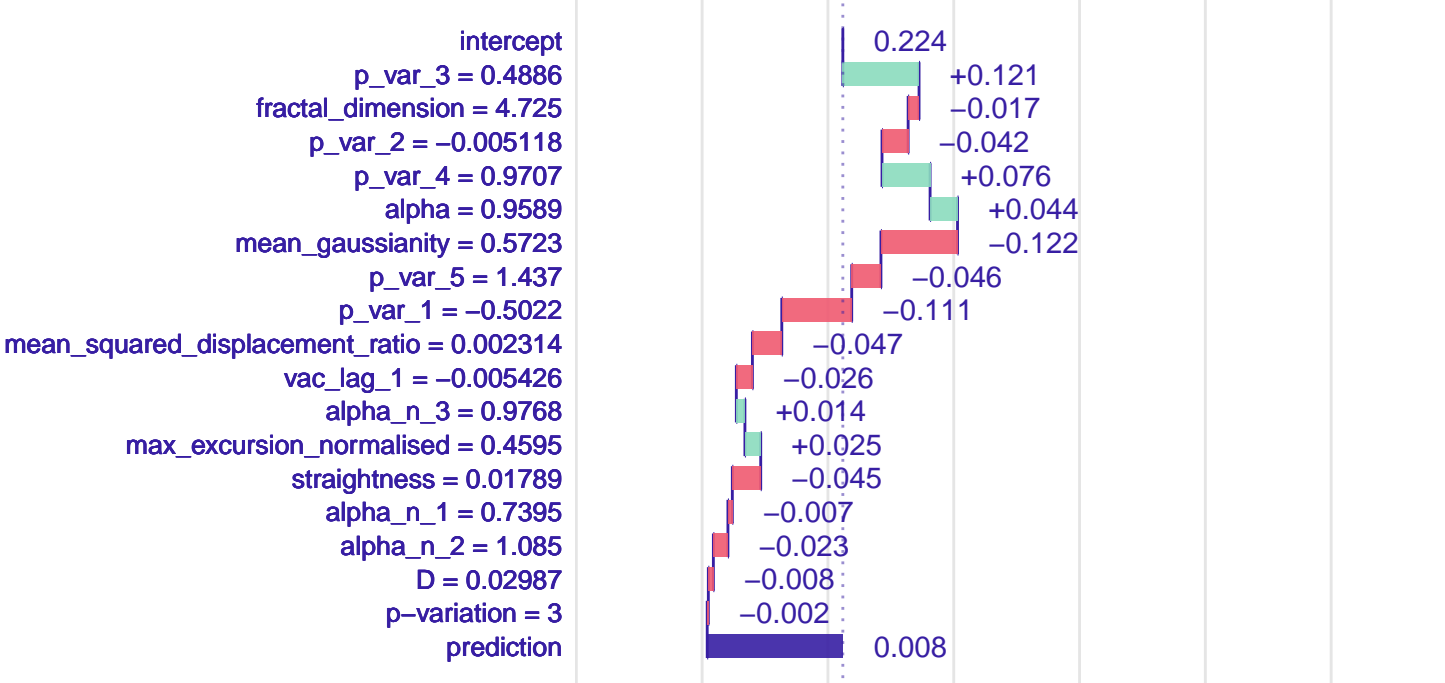 intercept 0.224
p_var_3 = 0.4886 +0.121
fractal_dimension = 4.725 −0.017
p_var_2 = −0.005118 −0.042
p_var_4 = 0.9707 +0.076
alpha = 0.9589 +0.044
mean_gaussianity = 0.5723 −0.122
p_var_5 = 1.437 −0.046
p_var_1 = −0.5022 −0.111
mean_squared_displacement_ratio = 0.002314 −0.047
vac_lag_1 = −0.005426 −0.026
alpha_n_3 = 0.9768 +0.014
max_excursion_normalised = 0.4595 +0.025
straightness = 0.01789 −0.045
alpha_n_1 = 0.7395 −0.007
alpha_n_2 = 1.085 −0.023
D = 0.02987 −0.008
p−variation = 3 −0.002
prediction 0.008